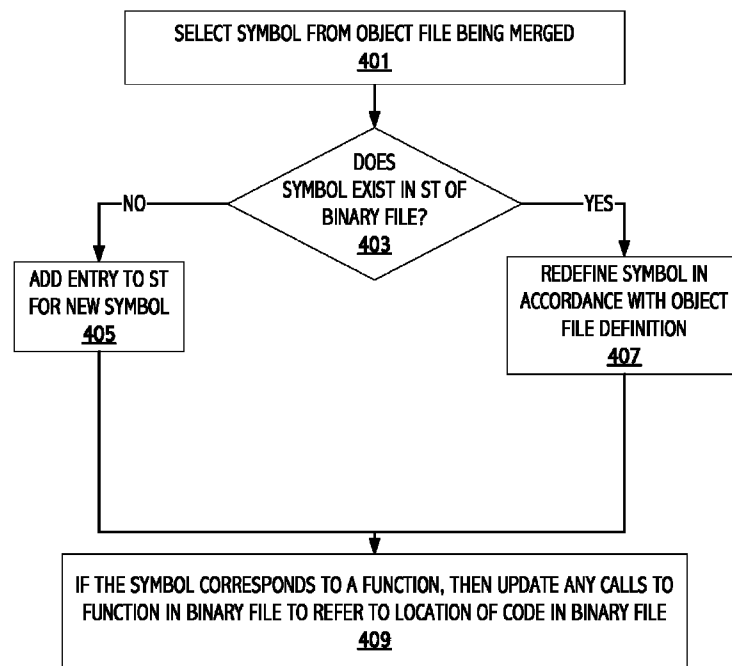 SELECT SYMBOL FROM OBJECT FILE BEING MERGED
401
DOES
SYMBOL EXIST IN ST OF
BINARY FILE?
403
NO
YES
ADD ENTRY TO ST
FOR NEW SYMBOL
405
REDEFINE SYMBOL IN
ACCORDANCE WITH OBJECT
FILE DEFINITION
407
IF THE SYMBOL CORRESPONDS TO A FUNCTION, THEN UPDATE ANY CALLS TO
FUNCTION IN BINARY FILE TO REFER TO LOCATION OF CODE IN BINARY FILE
409